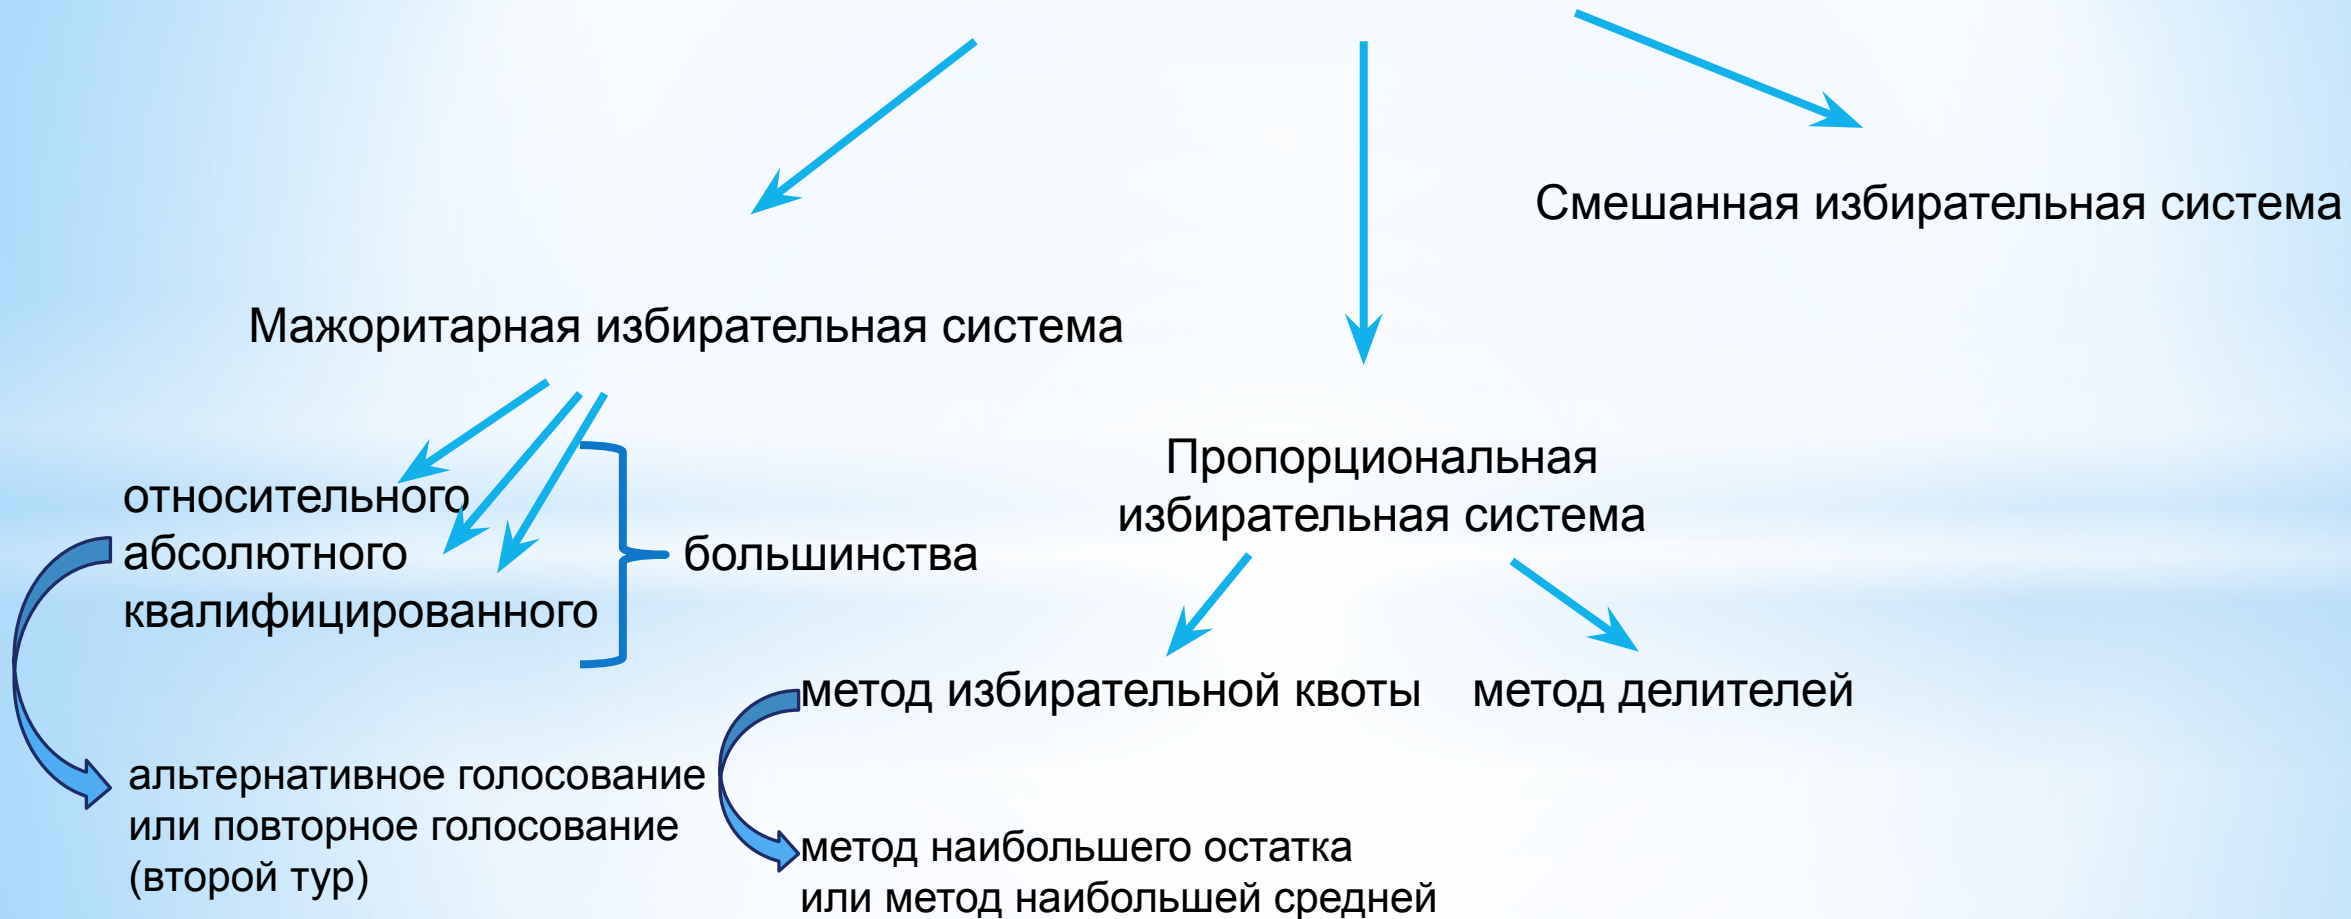 Смешанная избирательная система
Мажоритарная избирательная система
относительного
абсолютного
квалифицированного
большинства
альтернативное голосование
или повторное голосование
(второй тур)
Пропорциональная
избирательная система
метод избирательной квоты
метод делителей
метод наибольшего остатка
или метод наибольшей средней